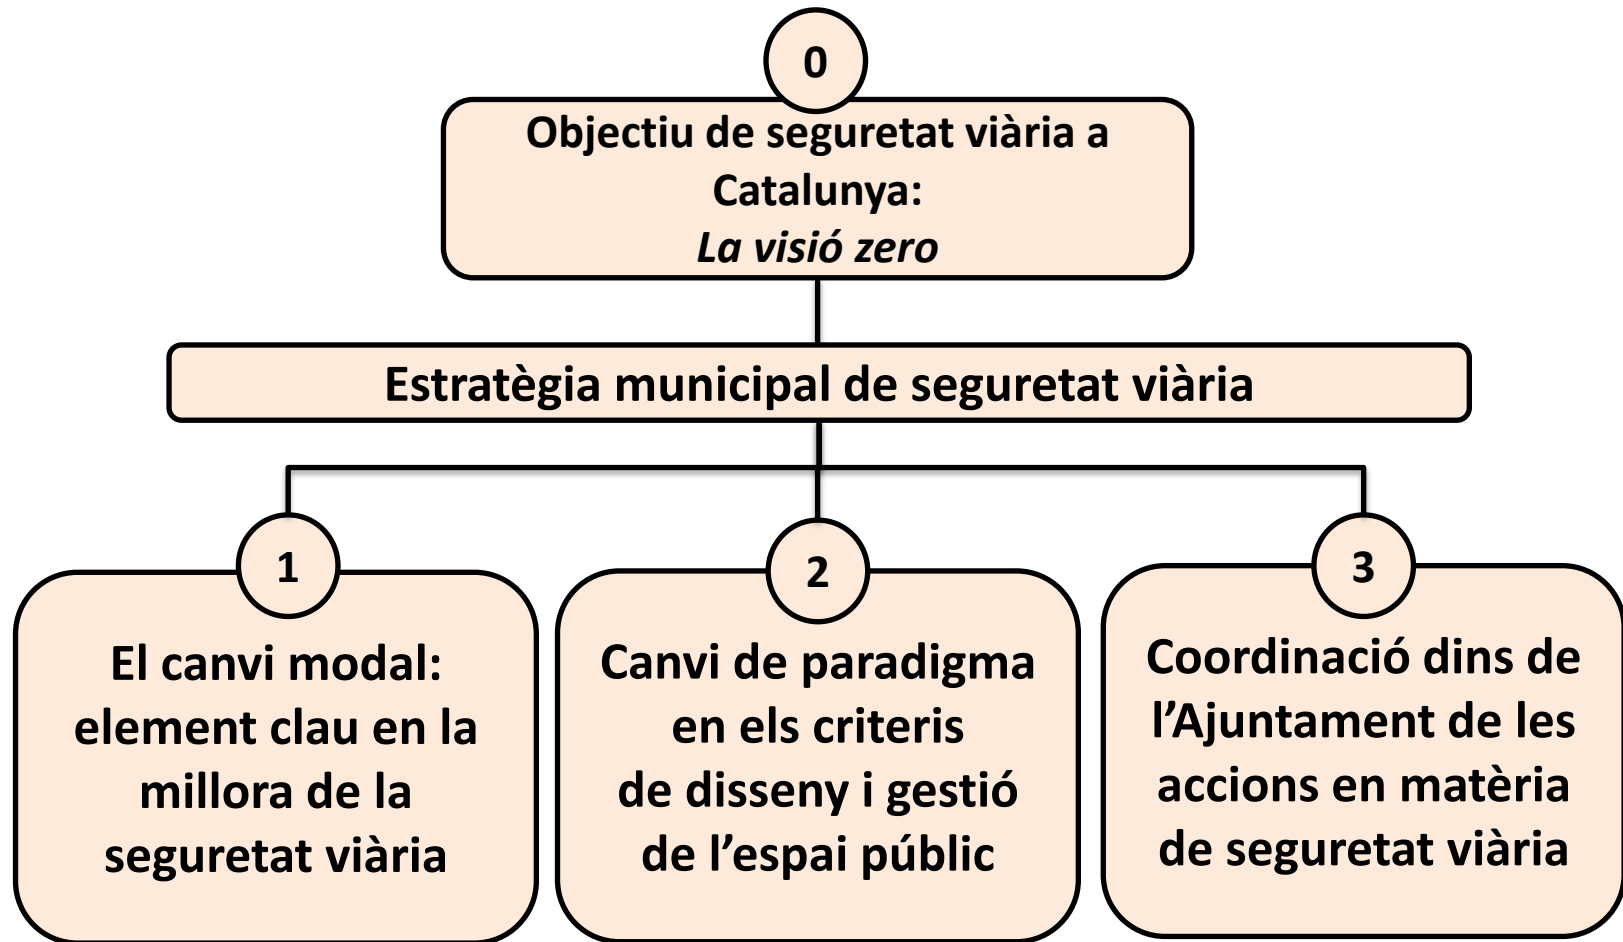 0
Objectiu de seguretat viària a
Catalunya:
La visió zero
Estratègia municipal de seguretat viària
1
El canvi modal:
element clau en la
millora de la
seguretat viària
2
Canvi de paradigma
en els criteris
de disseny i gestió
de l’espai públic
3
Coordinació dins de
l’Ajuntament de les
accions en matèria
de seguretat viària